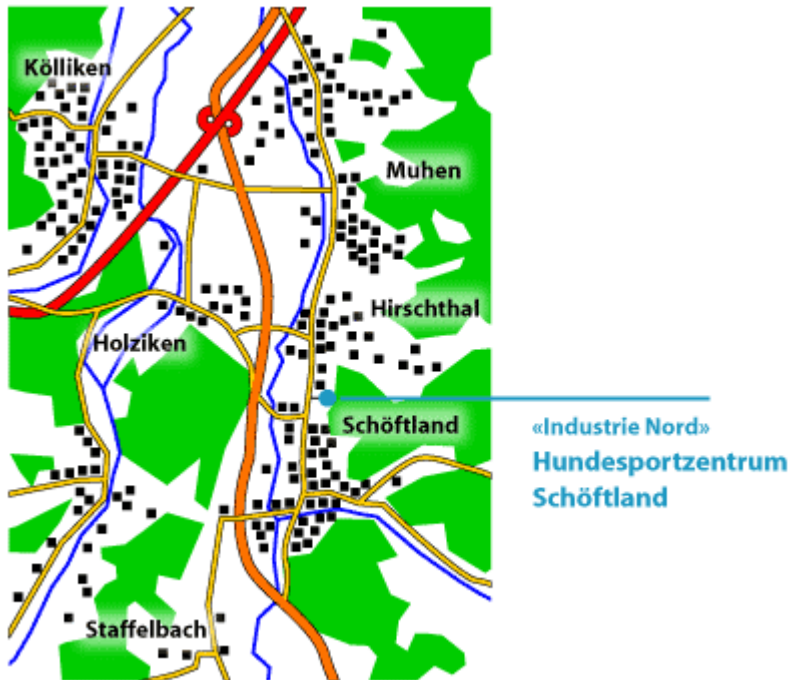 Kölliken
Muhen
Hirschthal
Holziken
Schöftland
«Industrie Nord»
Hundesportzentrum
Schöftland
Staffelbach